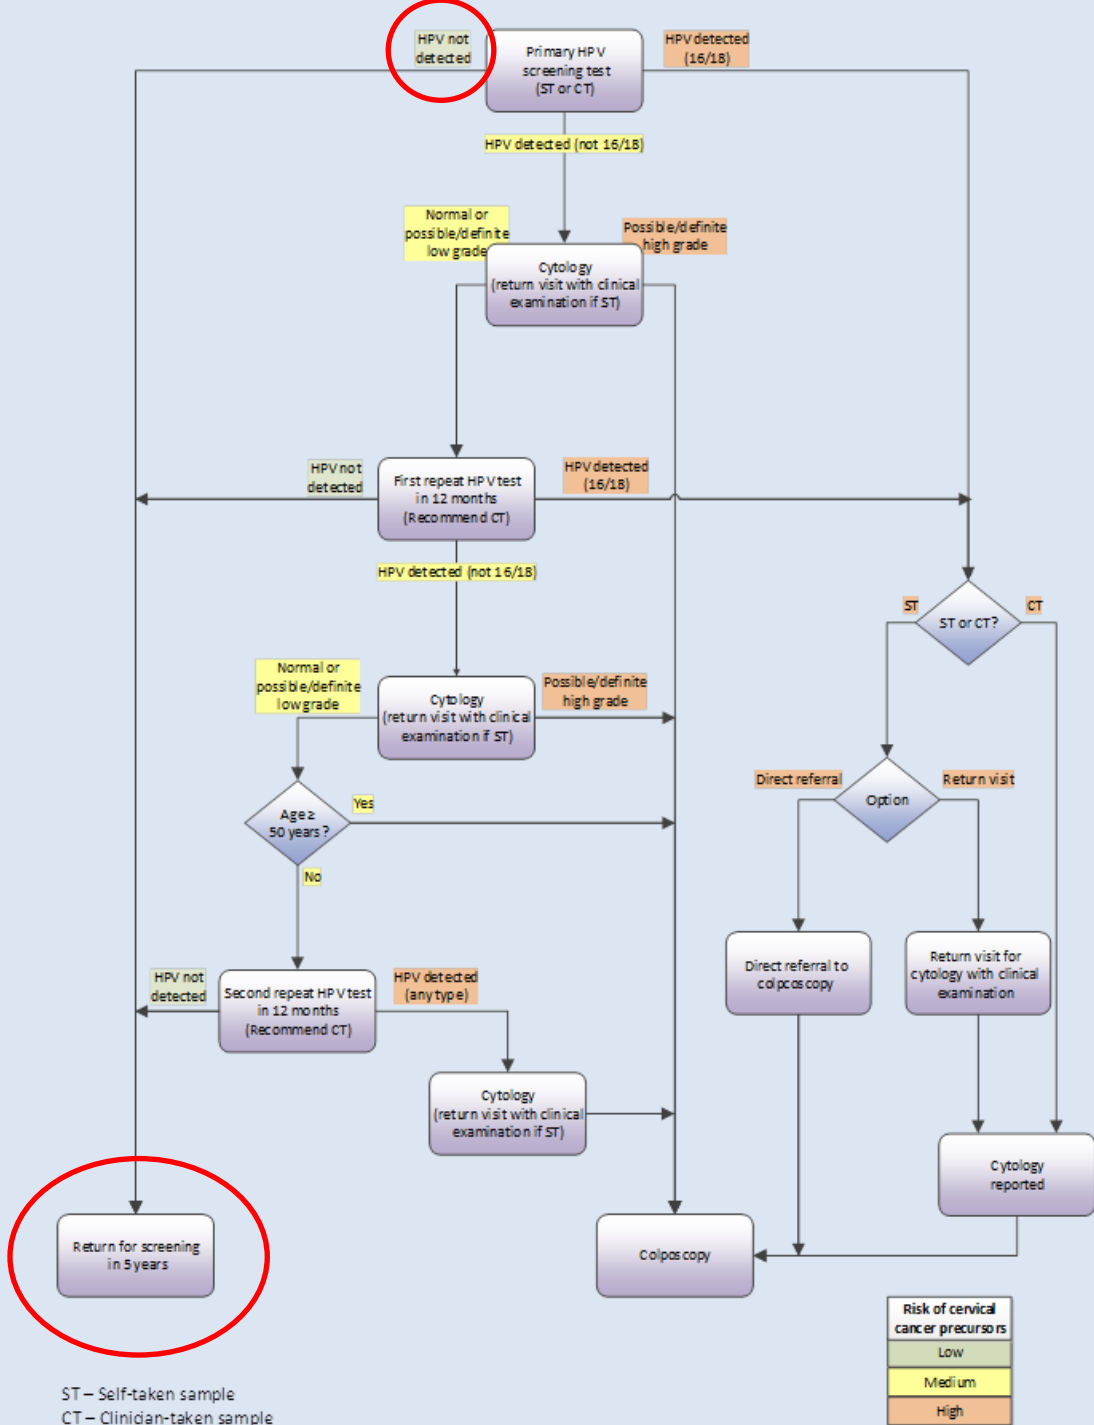 HPV not
detected
Primary HPV
screening test
(ST or CT)
HPV detected
(16/18)
HPV detected (not 16/18)
Normal or
possible/definite
low grade
Possible/definite
high grade
Cytology
(return visit with clinical
examination if ST)
HPV not
detected
First repeat HPV test
in 12 months
(Recommend CT)
HPV detected
(16/18)
HPV detected (not 16/18)
ST
ST or CT?
CT
Normal or
possible/definite
low grade
Cytology
(return visit with clinical
examination if ST)
Possible/definite
high grade
Direct referral
Option
Return visit
Age ≥
50 years?
Yes
No
Direct referral to
colpcoscopy
Return visit for
cytology with clinical
examination
HPV not
detected
Second repeat HPV test
in 12 months
(Recommend CT)
HPV detected
(any type)
Cytology
(return visit with clinical
examination if ST)
Cytology
reported
Return for screening
in 5 years
Colposcopy
Risk of cervical
cancer precursors
Low
Medium
High
ST – Self-taken sample
CT – Clinician-taken sample